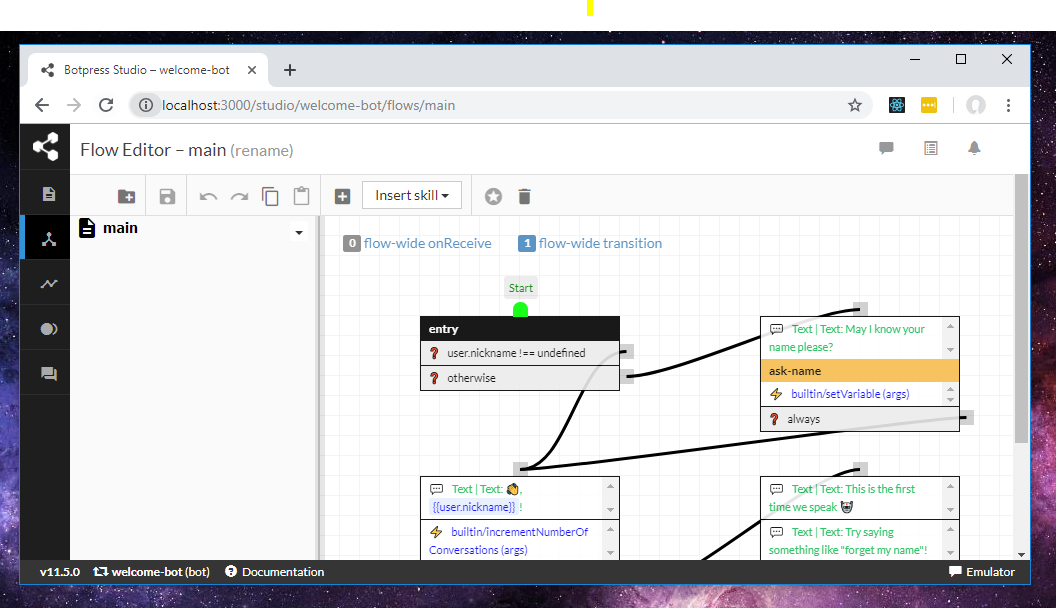 Botpress Studio – welcome-bot
localhost:3000/studio/welcome-bot/flows/main
Flow Editor – main (rename)
Insert skill
main
0 flow-wide onReceive
1 flow-wide transition
Start
entry
user.nickname !== undefined
otherwise
Text | Text: May I know your
name please?
ask-name
builtin/setVariable (args)
always
Text | Text: 👏,
{{user.nickname}} !
builtin/incrementNumberOf
Conversations (args)
Text | Text: This is the first
time we speak
Text | Text: Try saying
something like "forget my name"!
v11.5.0
welcome-bot (bot)
Documentation
Emulator